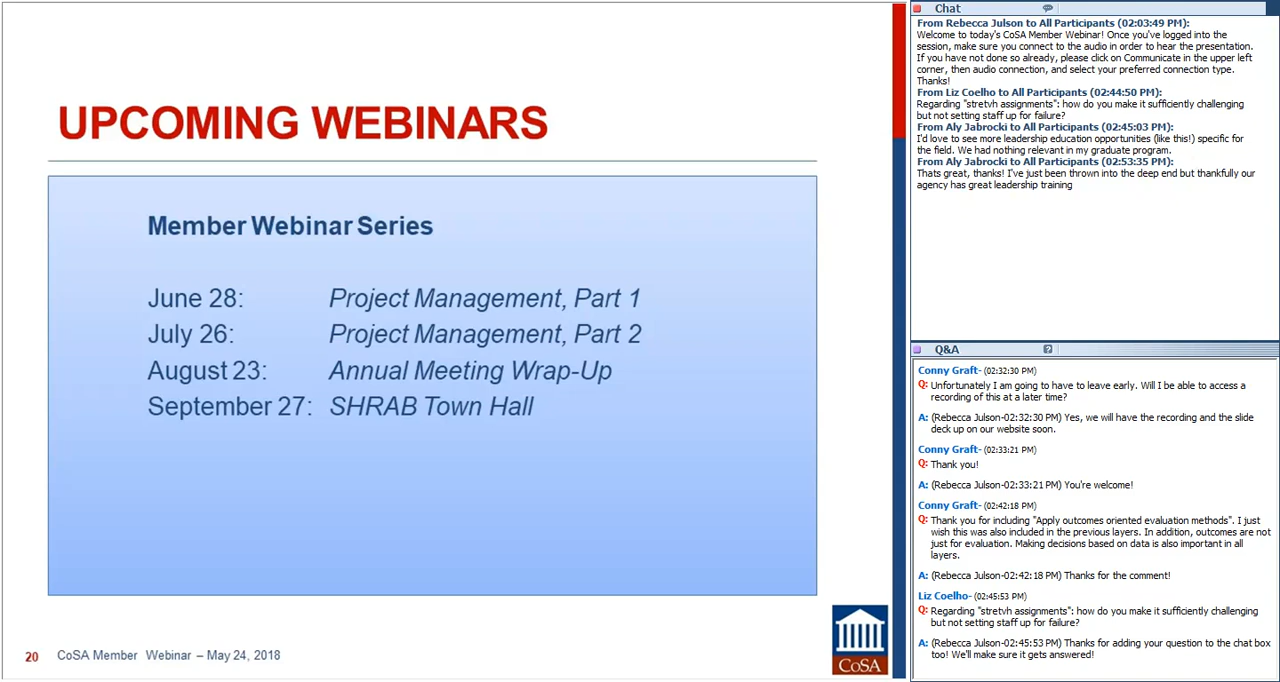 UPCOMING WEBINARS
Member Webinar Series
June 28: Project Management, Part 1
July 26: Project Management, Part 2
August 23: Annual Meeting Wrap-Up
September 27: SHRAB Town Hall
20 CoSA Member Webinar – May 24, 2018
CoSA
Chat
From Rebecca Julson to All Participants (02:03:49 PM):
Welcome to today's CoSA Member Webinar! Once you've logged into the
session, make sure you connect to the audio in order to hear the presentation.
If you have not done so already, please click on Communicate in the upper left
corner, then audio connection, and select your preferred connection type.
Thanks!
From Liz Coelho to All Participants (02:44:50 PM):
Regarding "stretvh assignments": how do you make it sufficiently challenging
but not setting staff up for failure?
From Aly Jabrocki to All Participants (02:45:03 PM):
I'd love to see more leadership education opportunities (like this!) specific for
the field. We had nothing relevant in my graduate program.
From Aly Jabrocki to All Participants (02:53:35 PM):
Thats great, thanks! I've just been thrown into the deep end but thankfully our
agency has great leadership training
Q&A
Conny Graft- (02:32:30 PM)
Q: Unfortunately I am going to have to leave early. Will I be able to access a
recording of this at a later time?
A: (Rebecca Julson-02:32:30 PM) Yes, we will have the recording and the slide
deck up on our website soon.
Conny Graft- (02:33:21 PM)
Q: Thank you!
A: (Rebecca Julson-02:33:21 PM) You're welcome!
Conny Graft- (02:42:18 PM)
Q: Thank you for including "Apply outcomes oriented evaluation methods". I just
wish this was also included in the previous layers. In addition, outcomes are not
just for evaluation. Making decisions based on data is also important in all
layers.
A: (Rebecca Julson-02:42:18 PM) Thanks for the comment!
Liz Coelho- (02:45:53 PM)
Q: Regarding "stretvh assignments": how do you make it sufficiently challenging
but not setting staff up for failure?
A: (Rebecca Julson-02:45:53 PM) Thanks for adding your question to the chat box
too! We'll make sure it gets answered!